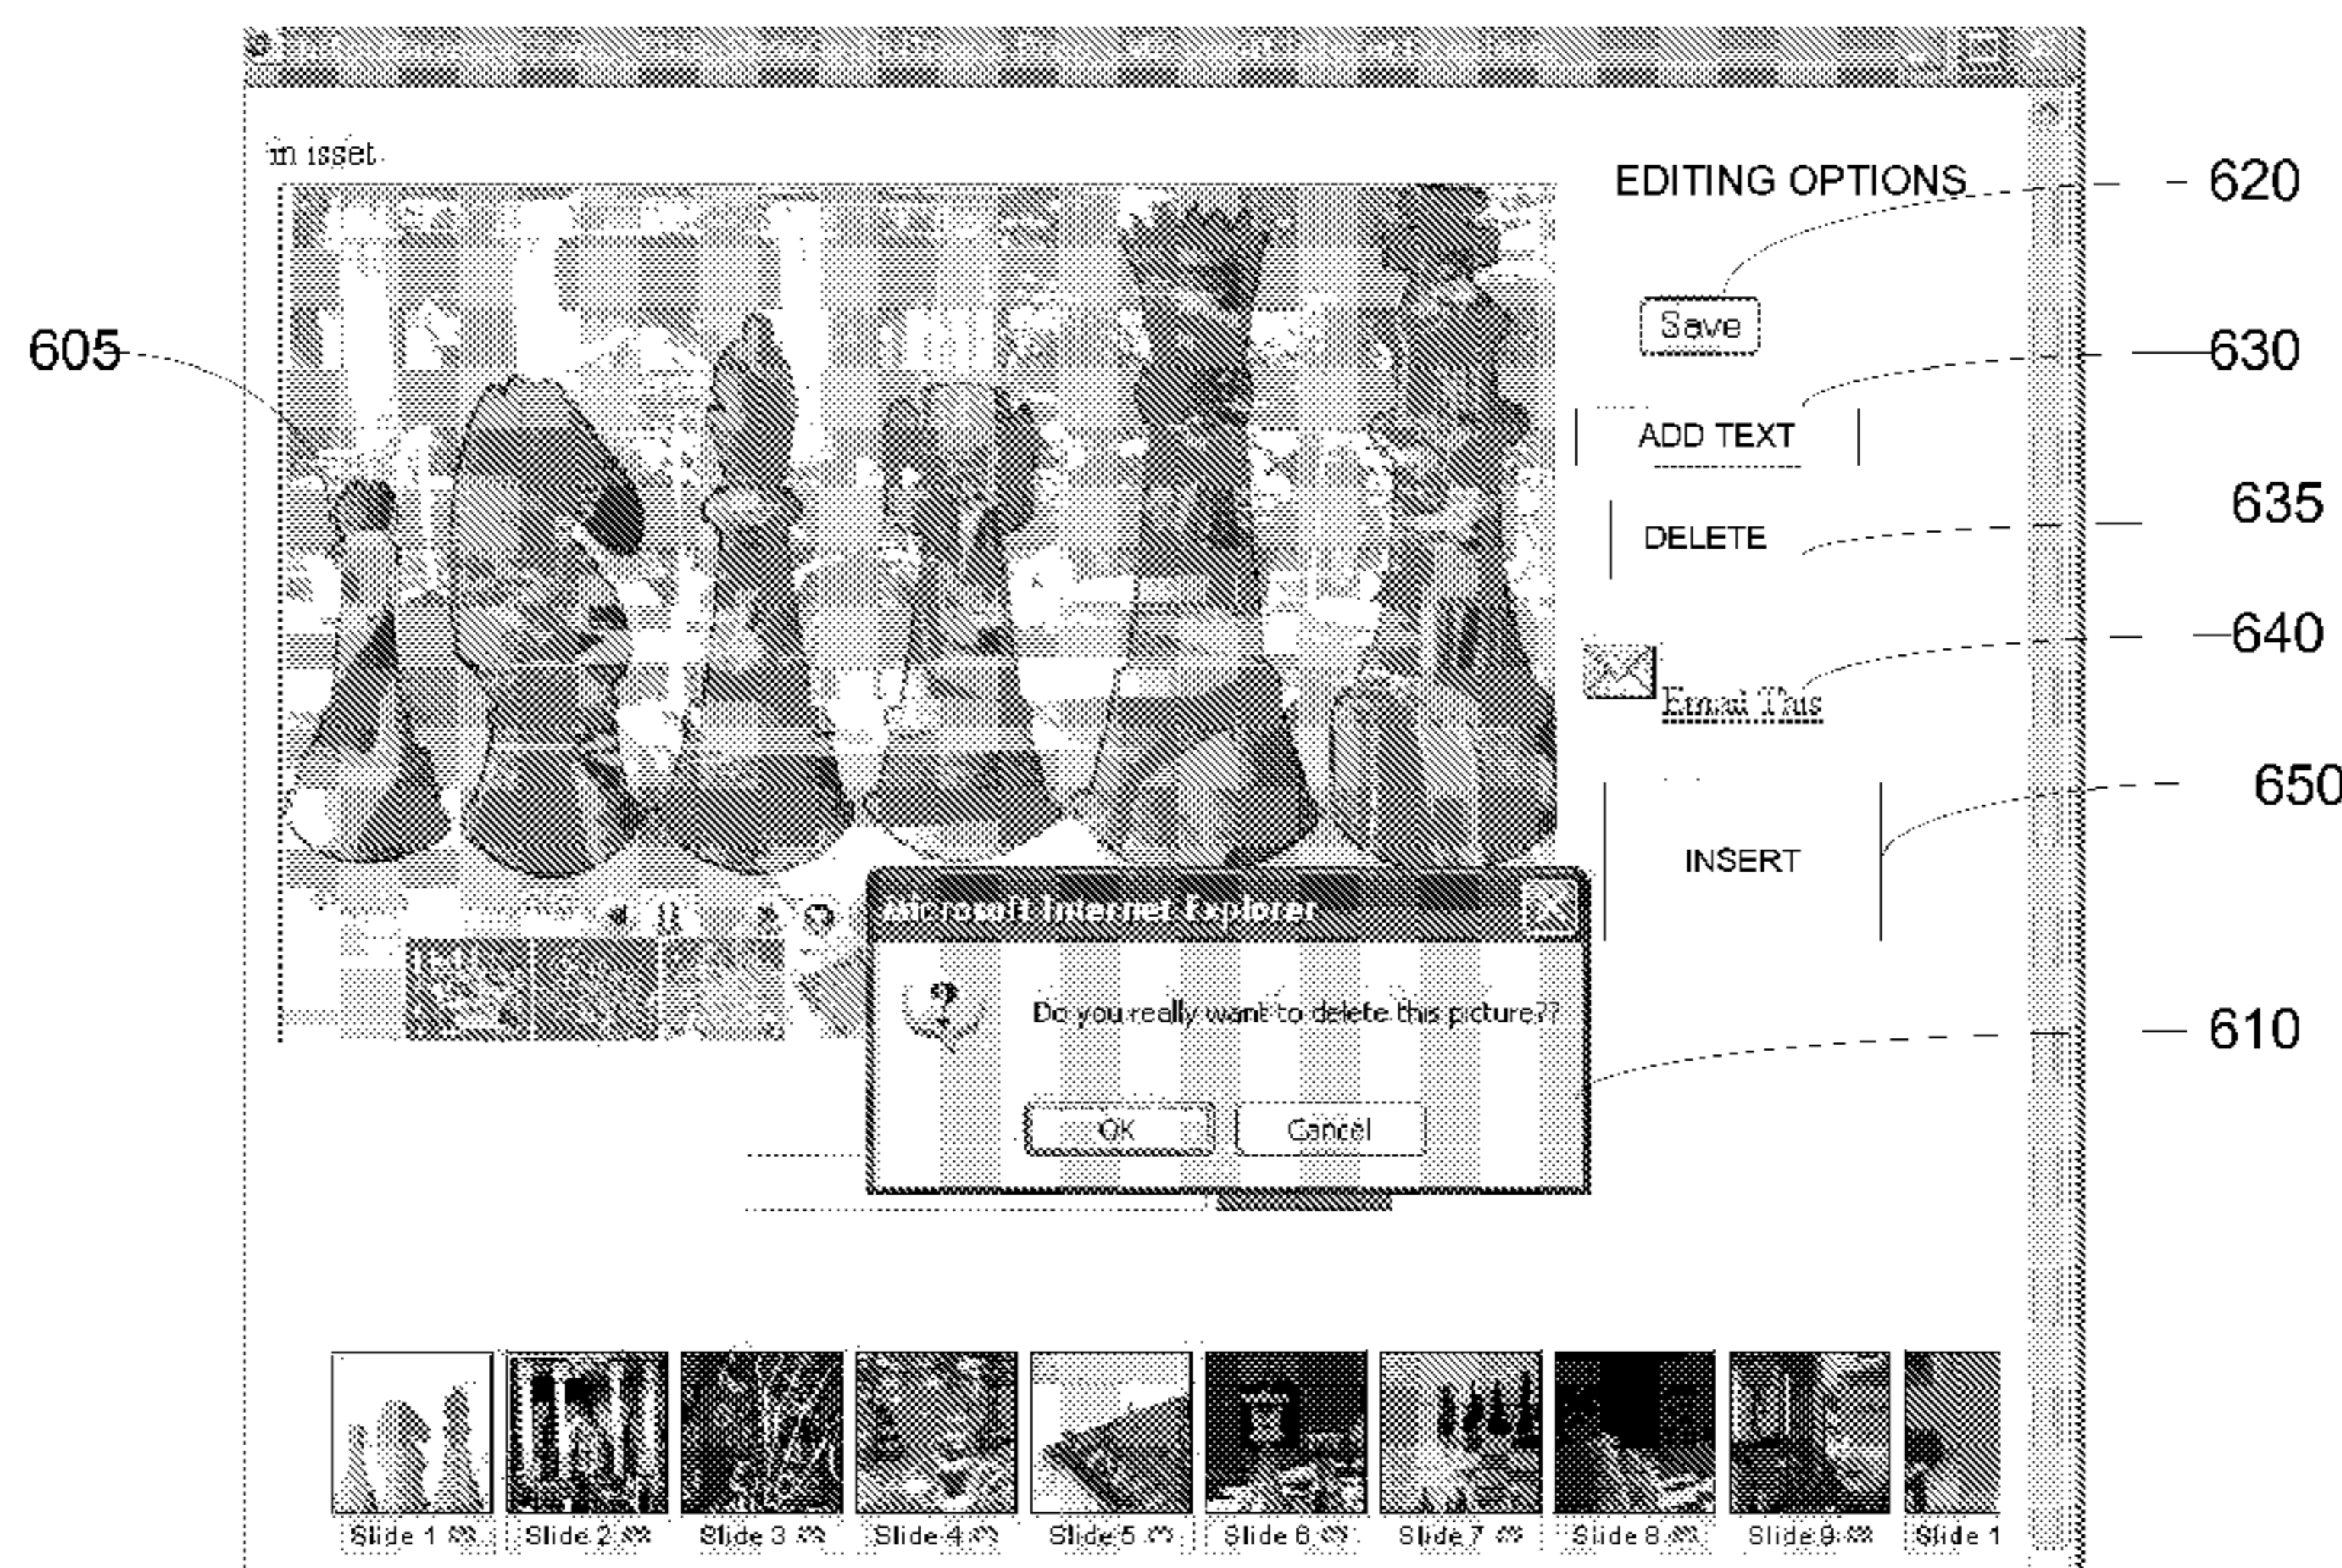 in isset
EDITING OPTIONS
620
Save
605
630
ADD TEXT
635
DELETE
640
Email This
650
INSERT
Microsoft Internet Explorer
Do you really want to delete this picture??
610
OK
Cancel
Slide 1
Slide 2
Slide 3
Slide 4
Slide 5
Slide 6
Slide 7
Slide 8
Slide 9
Slide 1